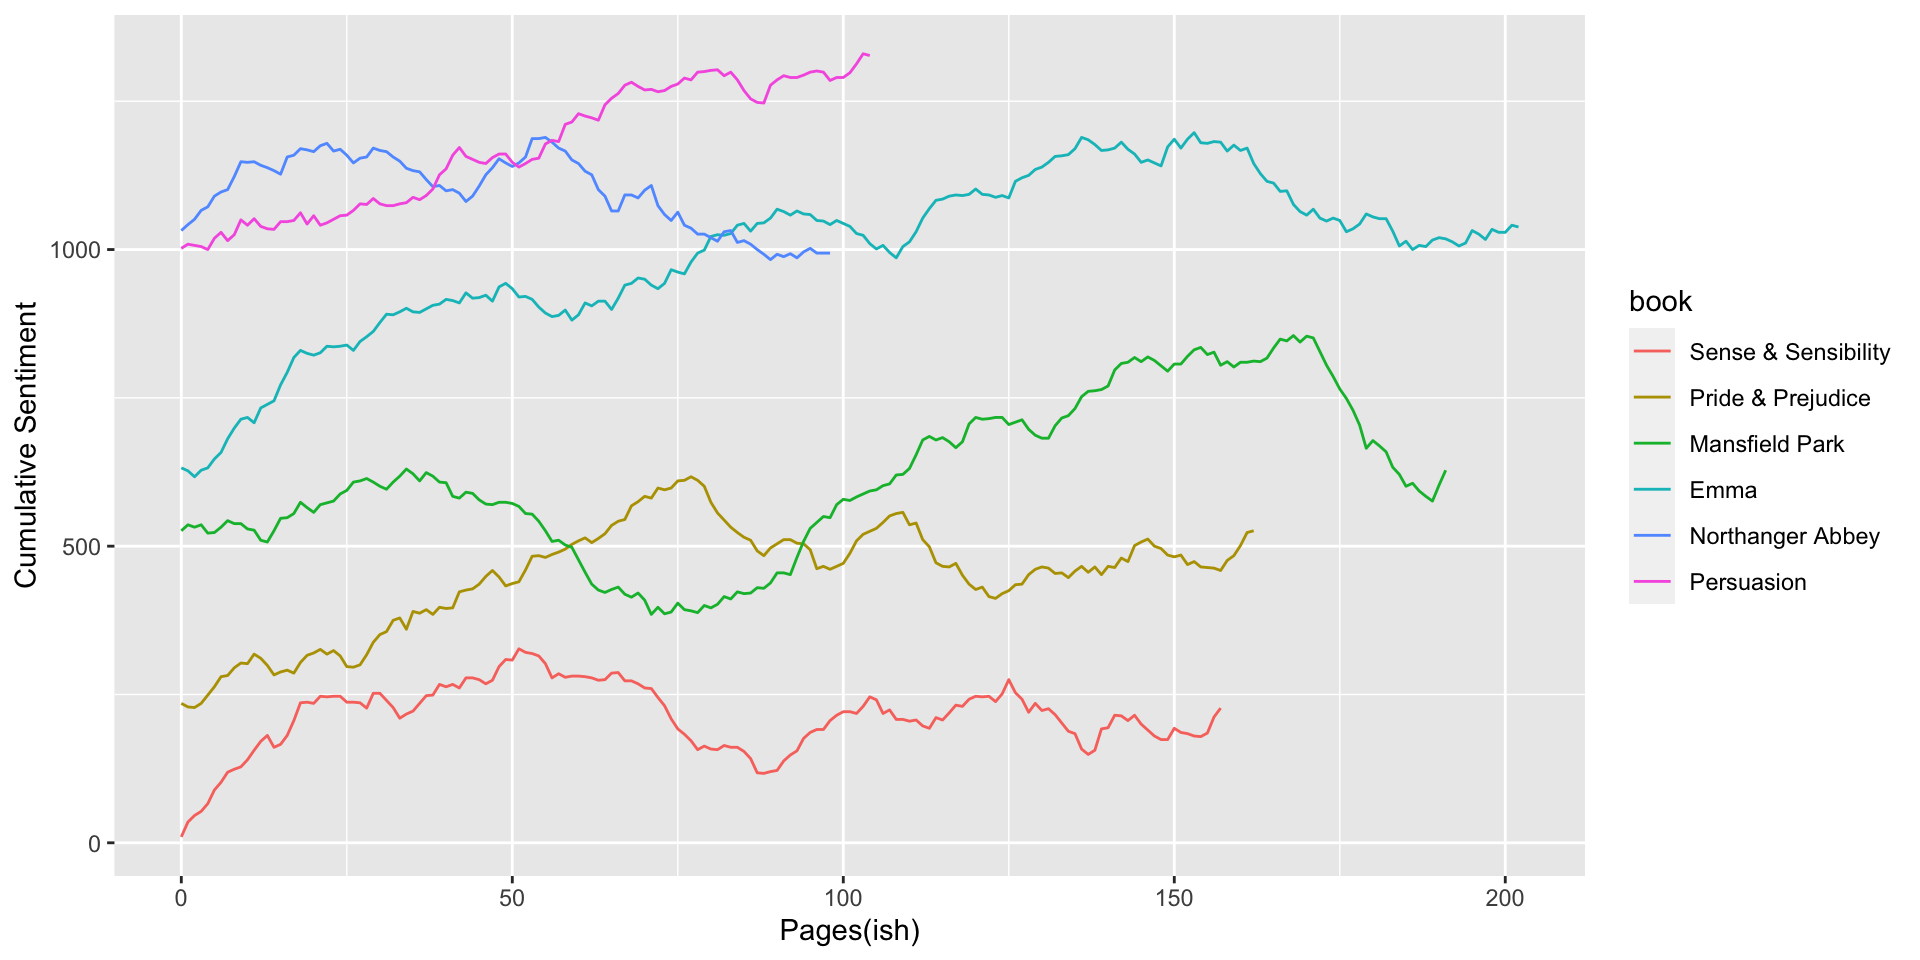 Cumulative Sentiment
1000
500
0
0 50 100 150 200
Pages(ish)
book
Sense & Sensibility
Pride & Prejudice
Mansfield Park
Emma
Northanger Abbey
Persuasion